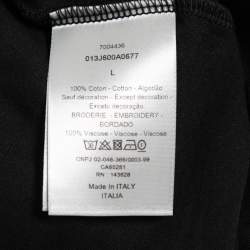 7004436
013J600A0677
L
100% Coton - Cotton - Algodão
Sauf décoration - Except décoration
Exceto decoração
BRODERIE - EMBROIDERY -
BORDADO
100% Viscose - Viscose - Viscose
CNPJ 02-046-366/0003-99
CA60261
RN 143628
Made In ITALY
ITALIA